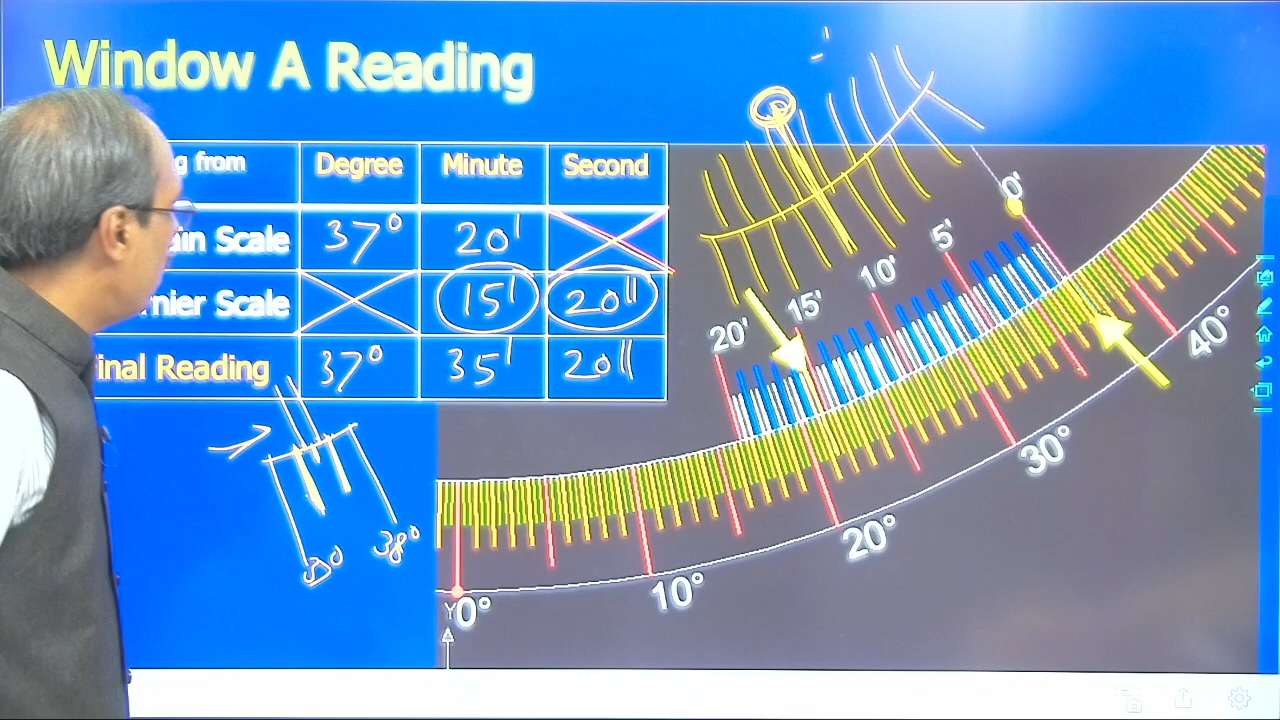 Window A Reading
g from Degree Minute Second
ain Scale 37° 20'
rnier Scale 15' 20"
inal Reading 37° 35' 20"
0'
5'
10'
15'
20'
40°
30°
20°
10°
0°
Y
38°